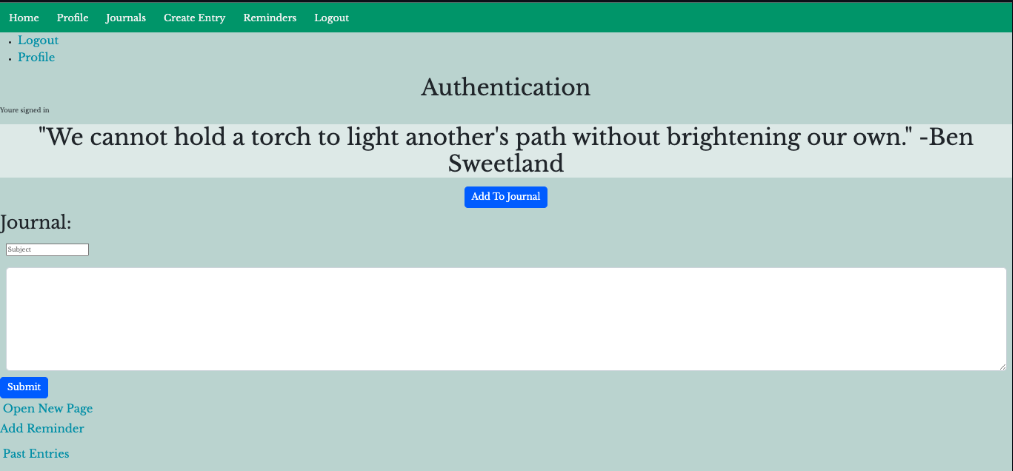 Home Profile Journals Create Entry Reminders Logout
Logout
Profile
Authentication
Youre signed in
"We cannot hold a torch to light another's path without brightening our own." -Ben
Sweetland
Add To Journal
Journal:
Subject
Submit
Open New Page
Add Reminder
Past Entries